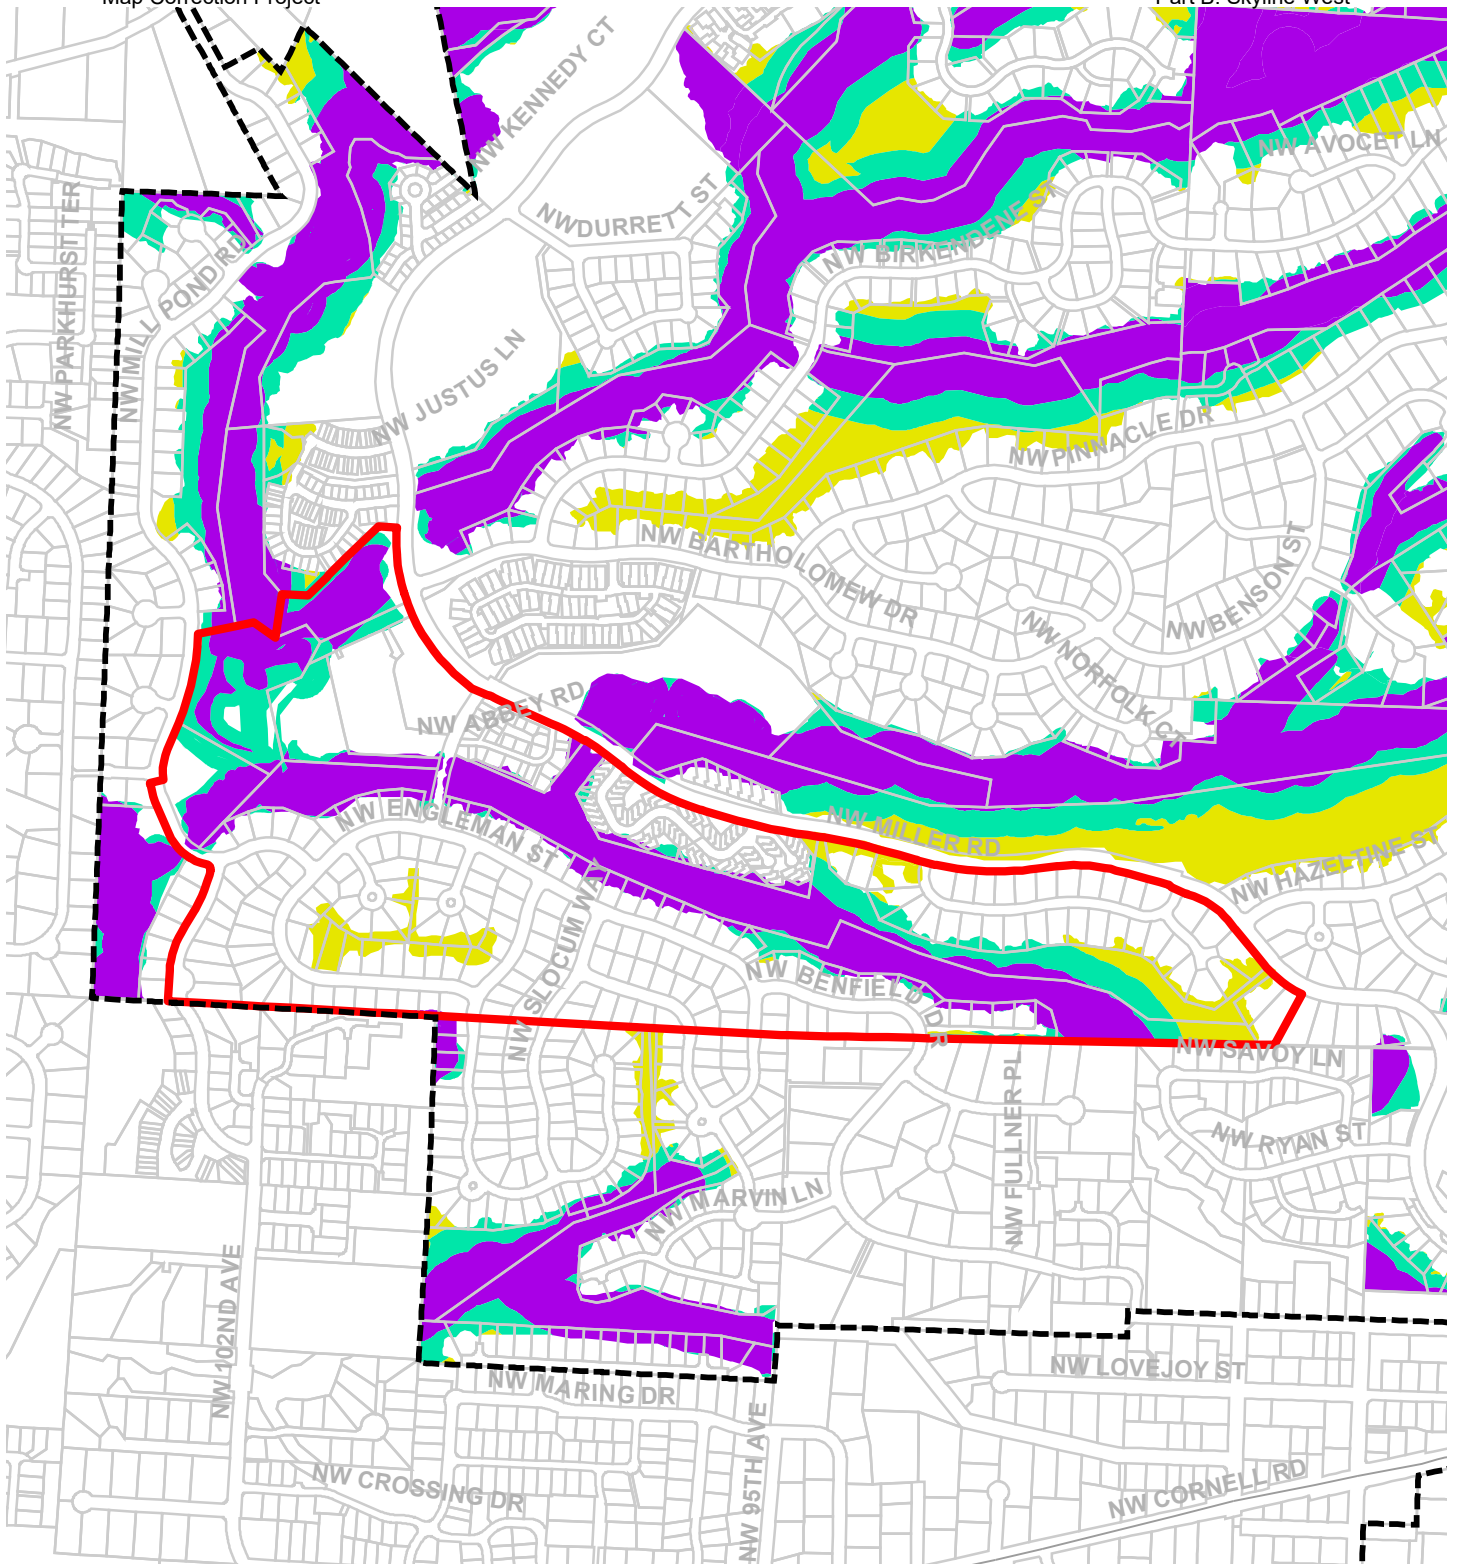 Map Correction Project
Part B: Skyline West
NW KENNEDY CT
NW AVOCET LN
NW DURRETT ST
NW BIRKENDENE ST
NW PARKHURST TER
NW MILL POND RD
NW JUSTUS LN
NW PINNACLE DR
NW BARTHOLOMEW DR
NW BENSON ST
NW NORFOLK CT
NW ABBEY RD
NW ENGLEMAN ST
NW MILLER RD
NW HAZELTINE ST
NW SLOCUM WAY
NW BENFIELD DR
NW SAVOY LN
NW FULLNER PL
NW RYAN ST
NW MARVIN LN
NW 102ND AVE
NW LOVEJOY ST
NW MARING DR
NW 95TH AVE
NW CROSSING DR
NW CORNELL RD